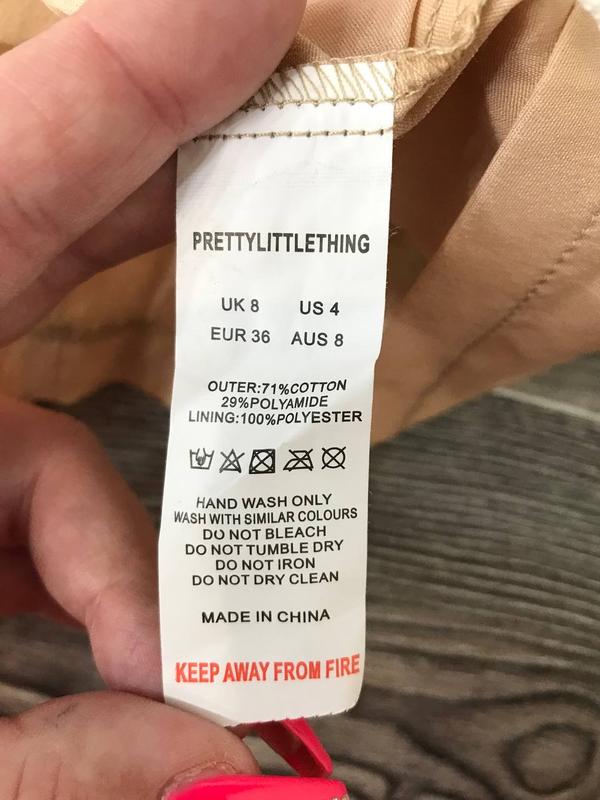 PRETTYLITTLETHING
UK 8 US 4
EUR 36 AUS 8
OUTER:71%COTTON
29%POLYAMIDE
LINING:100%POLYESTER
HAND WASH ONLY
WASH WITH SIMILAR COLOURS
DO NOT BLEACH
DO NOT TUMBLE DRY
DO NOT IRON
DO NOT DRY CLEAN
MADE IN CHINA
KEEP AWAY FROM FIRE